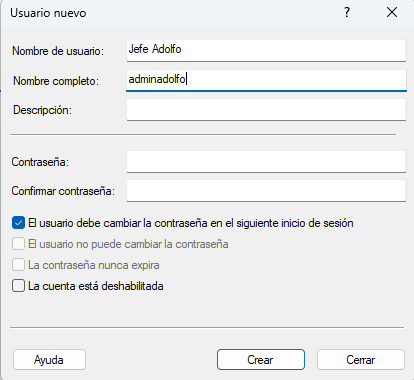 Usuario nuevo ? ×
Nombre de usuario: Jefe Adolfo
Nombre completo: adminadolfo
Descripción:
Contraseña:
Confirmar contraseña:
El usuario debe cambiar la contraseña en el siguiente inicio de sesión
El usuario no puede cambiar la contraseña
La contraseña nunca expira
La cuenta está deshabilitada
Ayuda Crear Cerrar